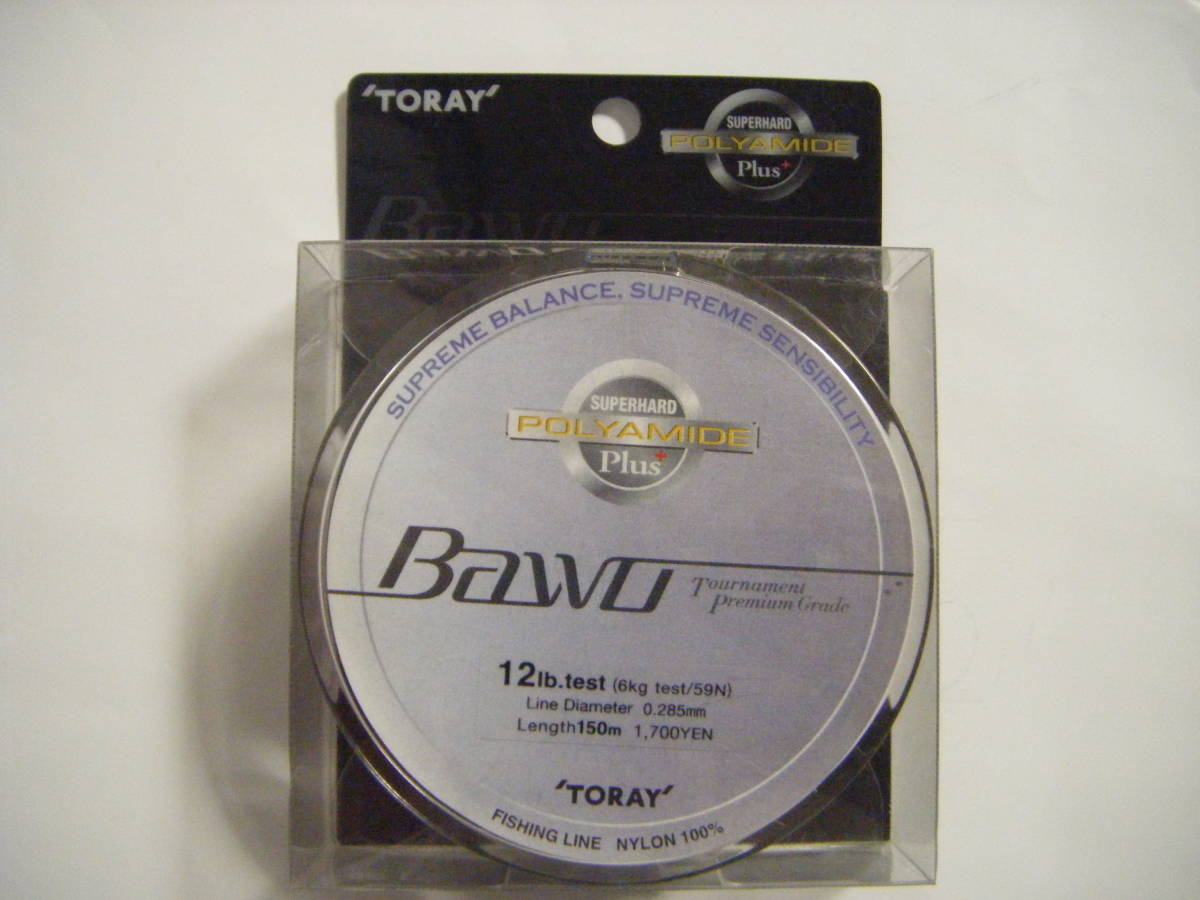 'TORAY'
SUPERHARD
POLYAMIDE
Plus+
Bawo
SUPREME BALANCE, SUPREME SENSIBILITY
SUPERHARD
POLYAMIDE
Plus+
Bawo
Tournament
Premium Grade
12lb.test (6kg test/59N)
Line Diameter 0.285mm
Length150m 1,700YEN
'TORAY'
FISHING LINE NYLON 100%